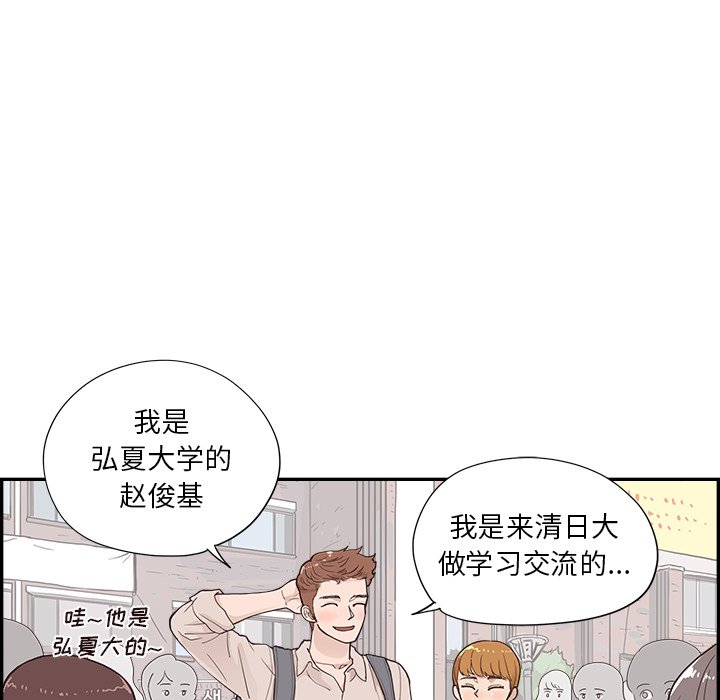 我是
弘夏大学的
赵俊基
我是来清日大
做学习交流的...
哇~他是
弘夏大的~
새